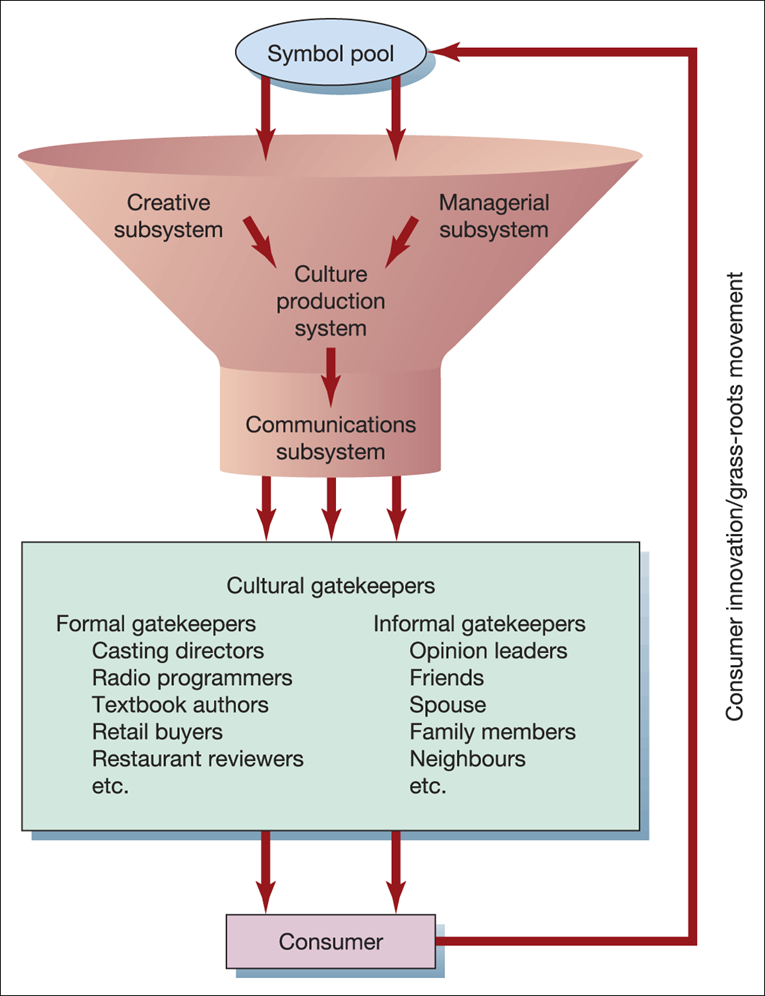 Symbol pool
Creative
subsystem
Managerial
subsystem
Culture
production
system
Communications
subsystem
Cultural gatekeepers
Formal gatekeepers
Casting directors
Radio programmers
Textbook authors
Retail buyers
Restaurant reviewers
etc.
Informal gatekeepers
Opinion leaders
Friends
Spouse
Family members
Neighbours
etc.
Consumer
Consumer innovation/grass-roots movement